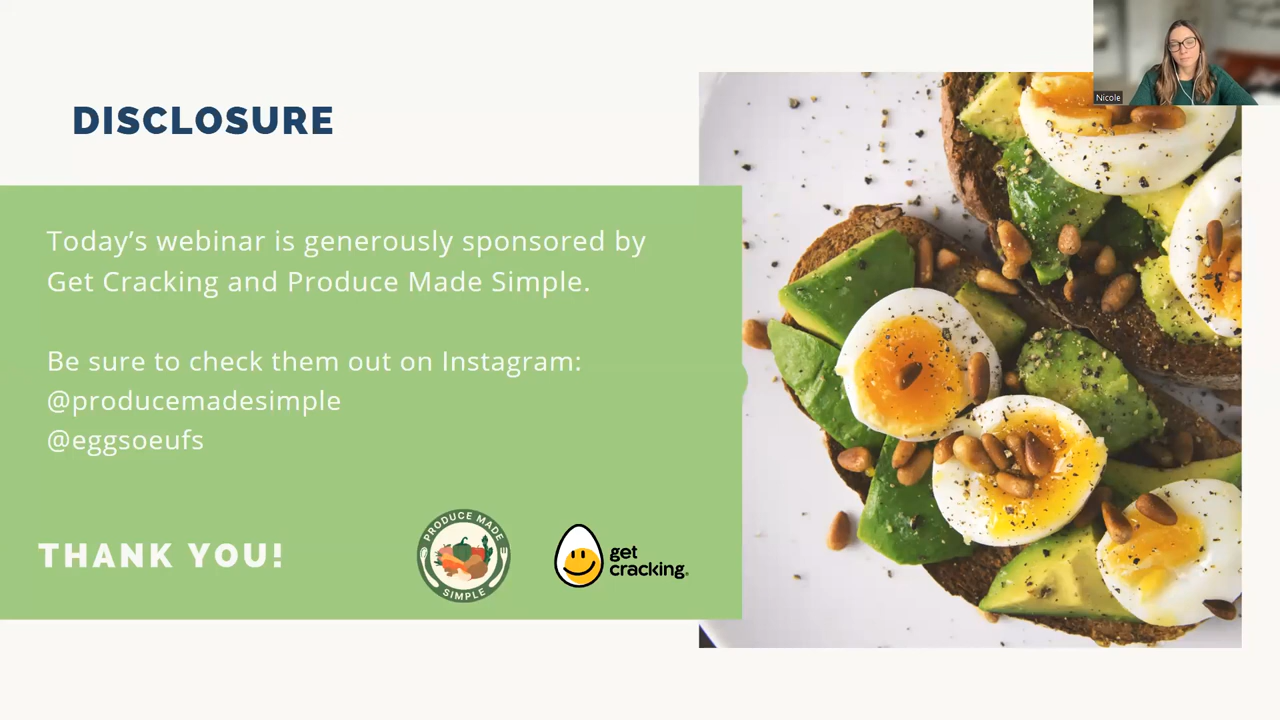 Nicole
DISCLOSURE
Today’s webinar is generously sponsored by
Get Cracking and Produce Made Simple.
Be sure to check them out on Instagram:
@producemadesimple
@eggsoeufs
THANK YOU!
PRODUCE MADE
SIMPLE
get
cracking®